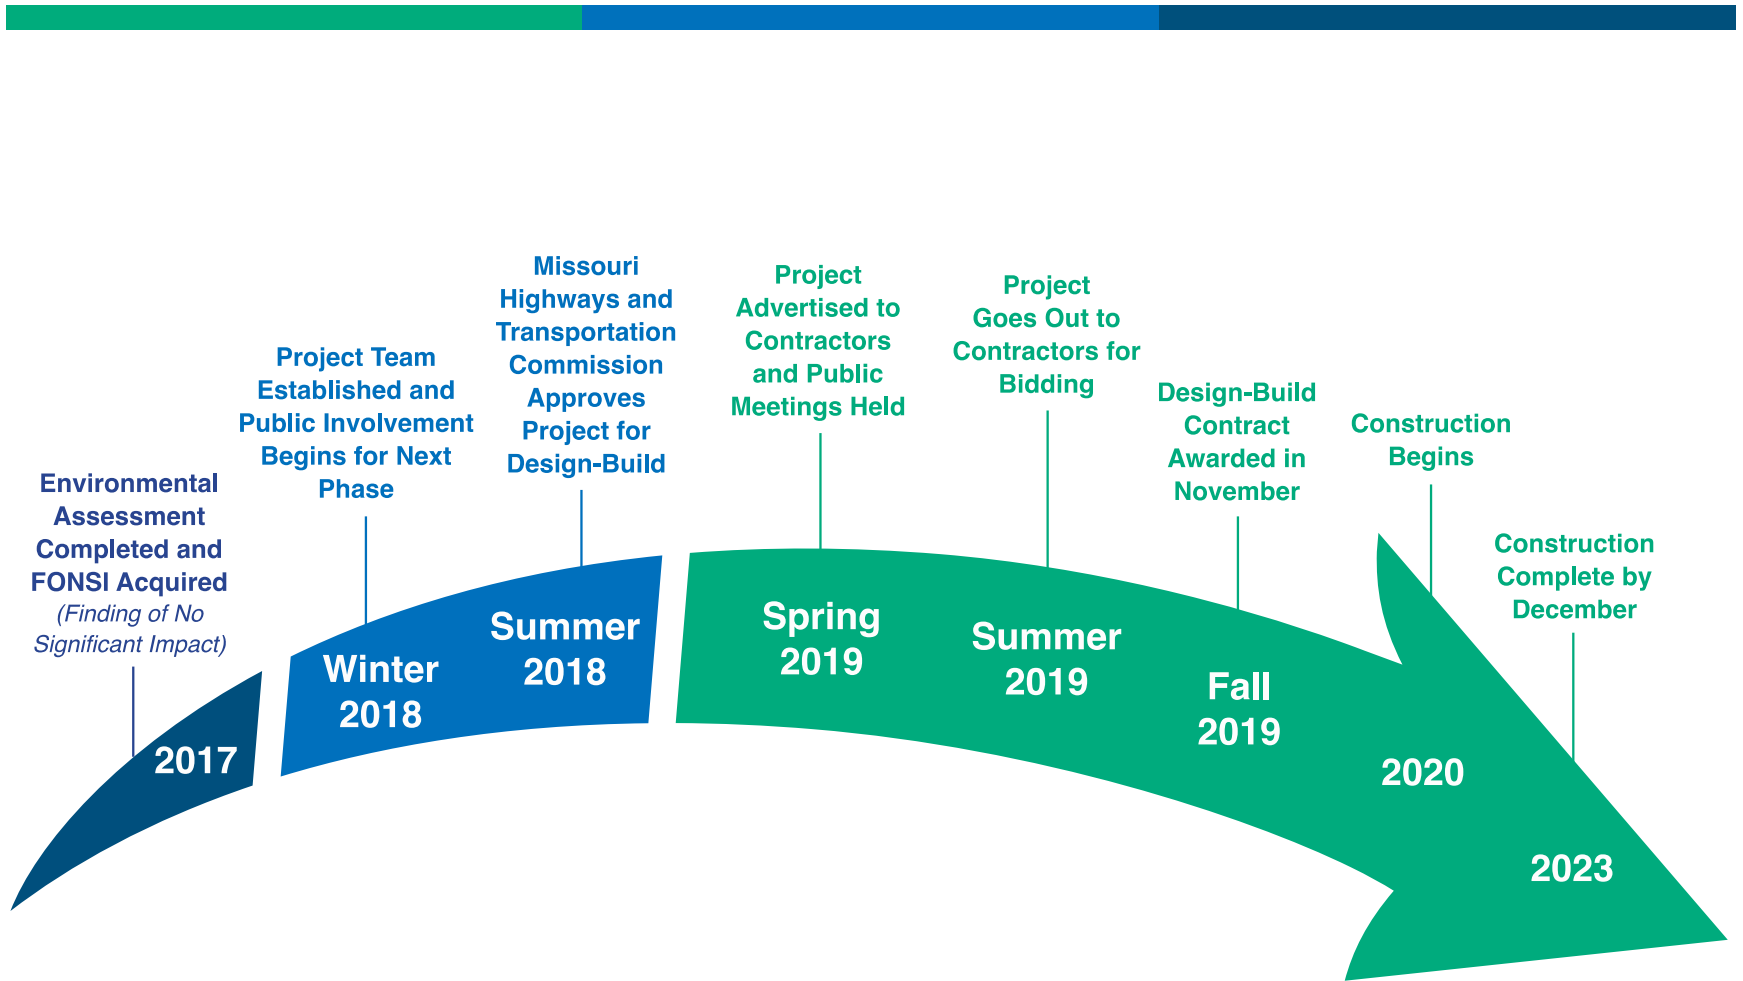 Environmental
Assessment
Completed and
FONSI Acquired
(Finding of No
Significant Impact)
2017
Project Team
Established and
Public Involvement
Begins for Next
Phase
Winter
2018
Missouri
Highways and
Transportation
Commission
Approves
Project for
Design-Build
Summer
2018
Project
Advertised to
Contractors
and Public
Meetings Held
Spring
2019
Project
Goes Out to
Contractors for
Bidding
Summer
2019
Design-Build
Contract
Awarded in
November
Fall
2019
Construction
Begins
2020
Construction
Complete by
December
2023